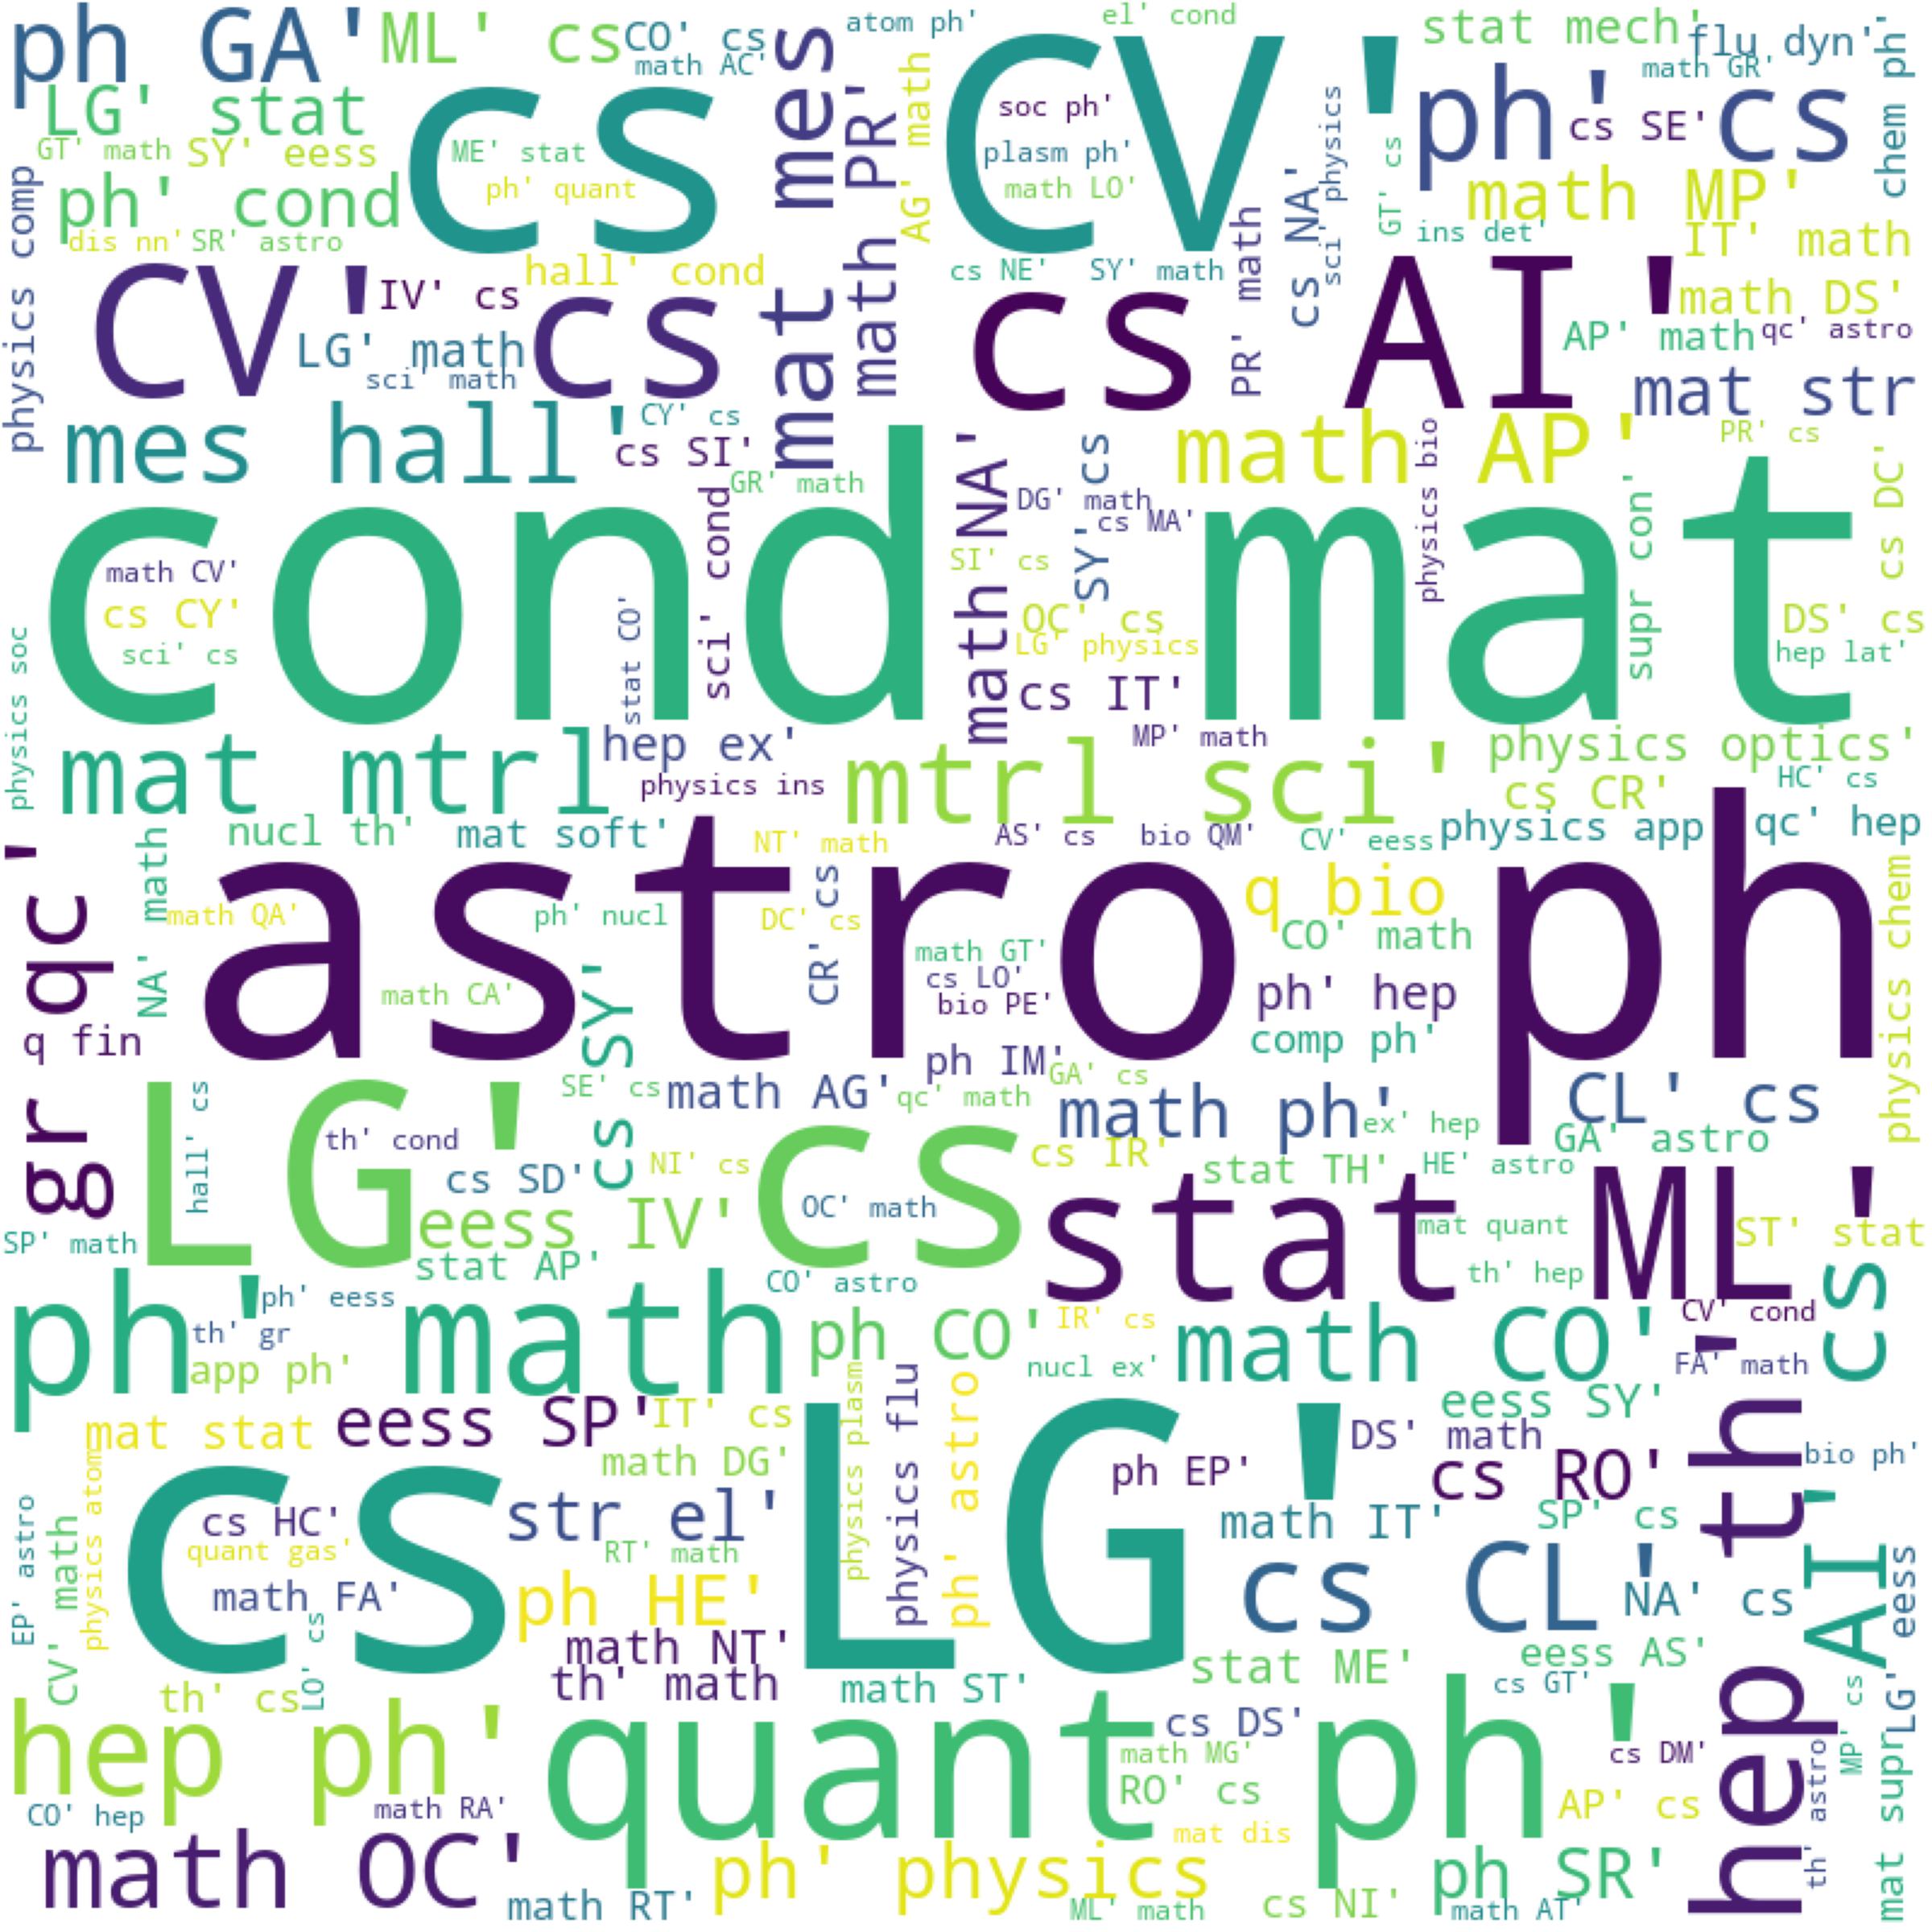 ph GA'
ML' cs
CO' cs
math AC'
atom ph'
el' cond
stat mech'
flu dyn'
math GR'
chem ph'
LG' stat
GT' math
SY' eess
ph' cond
dis nn'
SR' astro
cs CV'
ME' stat
ph' quant
mat mes
math PR'
AG' math
soc ph'
plasm ph'
math LO'
sci' physics
GT' cs
ph' cs
cs SE'
math MP'
ins det'
IT' math
physics comp
CV' cs
IV' cs
hall' cond
LG' math
sci' math
cs NE'
SY' math
PR' math
cs NA'
cs AI'
math DS'
AP' math
qc' astro
mat str
mes hall'
CY' cs
cs SI'
GR' math
sci' cond
math NA'
DG' math
cs MA'
SY' cs
math AP'
physics bio
PR' cs
cs DC'
cond mat
math CV'
cs CY'
sci' cs
stat CO'
SI' cs
OC' cs
LG' physics
cs IT'
supr con'
DS' cs
hep lat'
physics soc
mat mtrl
hep ex'
physics ins
MP' math
mtrl sci'
physics optics'
cs CR'
HC' cs
nucl th'
mat soft'
NT' math
AS' cs
bio QM'
CV' eess
physics app
qc' hep
gr qc'
NA' math
astro ph
math QA'
ph' nucl
DC' cs
CR' cs
math GT'
cs LO'
bio PE'
q bio
CO' math
ph' hep
comp ph'
physics chem
math CA'
cs SY'
q fin
ph IM'
GA' cs
SE' cs
math AG'
qc' math
math ph'
ex' hep
CL' cs
GA' astro
LG' cs
hall' cs
th' cond
cs SD'
NI' cs
OC' math
cs IR'
stat TH'
HE' astro
eess IV'
stat ML'
mat quant
ST' stat
SP' math
stat AP'
CO' astro
th' hep
ph' math
ph' eess
th' gr
app ph'
ph CO'
IR' cs
nucl ex'
math CO'
CV' cond
FA' math
AI' cs'
mat stat
eess SP'
IT' cs
math DG'
physics plasm
physics flu
ph' astro
ph EP'
DS' math
eess SY'
cs RO'
hep th'
bio ph'
EP' astro
CV' math
physics atom
cs LG'
cs HC'
quant gas'
math FA'
LO' cs
str el'
RT' math
ph HE'
math IT'
SP' cs
cs CL'
NA' cs
LG' eess
math NT'
th' math
th' cs
math ST'
stat ME'
eess AS'
cs GT'
MP' cs
hep ph'
quant ph'
cs DS'
math MG'
RO' cs
cs DM'
AP' cs
th' astro
mat supr
CO' hep
math RA'
mat dis
math OC'
math RT'
ph' physics
ML' math
cs NI'
ph SR'
math AT'